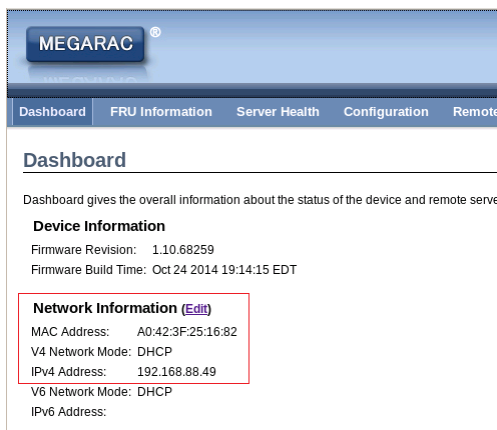 MEGARAC ®
Dashboard FRU Information Server Health Configuration Remote
Dashboard
Dashboard gives the overall information about the status of the device and remote serve
Device Information
Firmware Revision: 1.10.68259
Firmware Build Time: Oct 24 2014 19:14:15 EDT
Network Information (Edit)
MAC Address: A0:42:3F:25:16:82
V4 Network Mode: DHCP
IPv4 Address: 192.168.88.49
V6 Network Mode: DHCP
IPv6 Address: